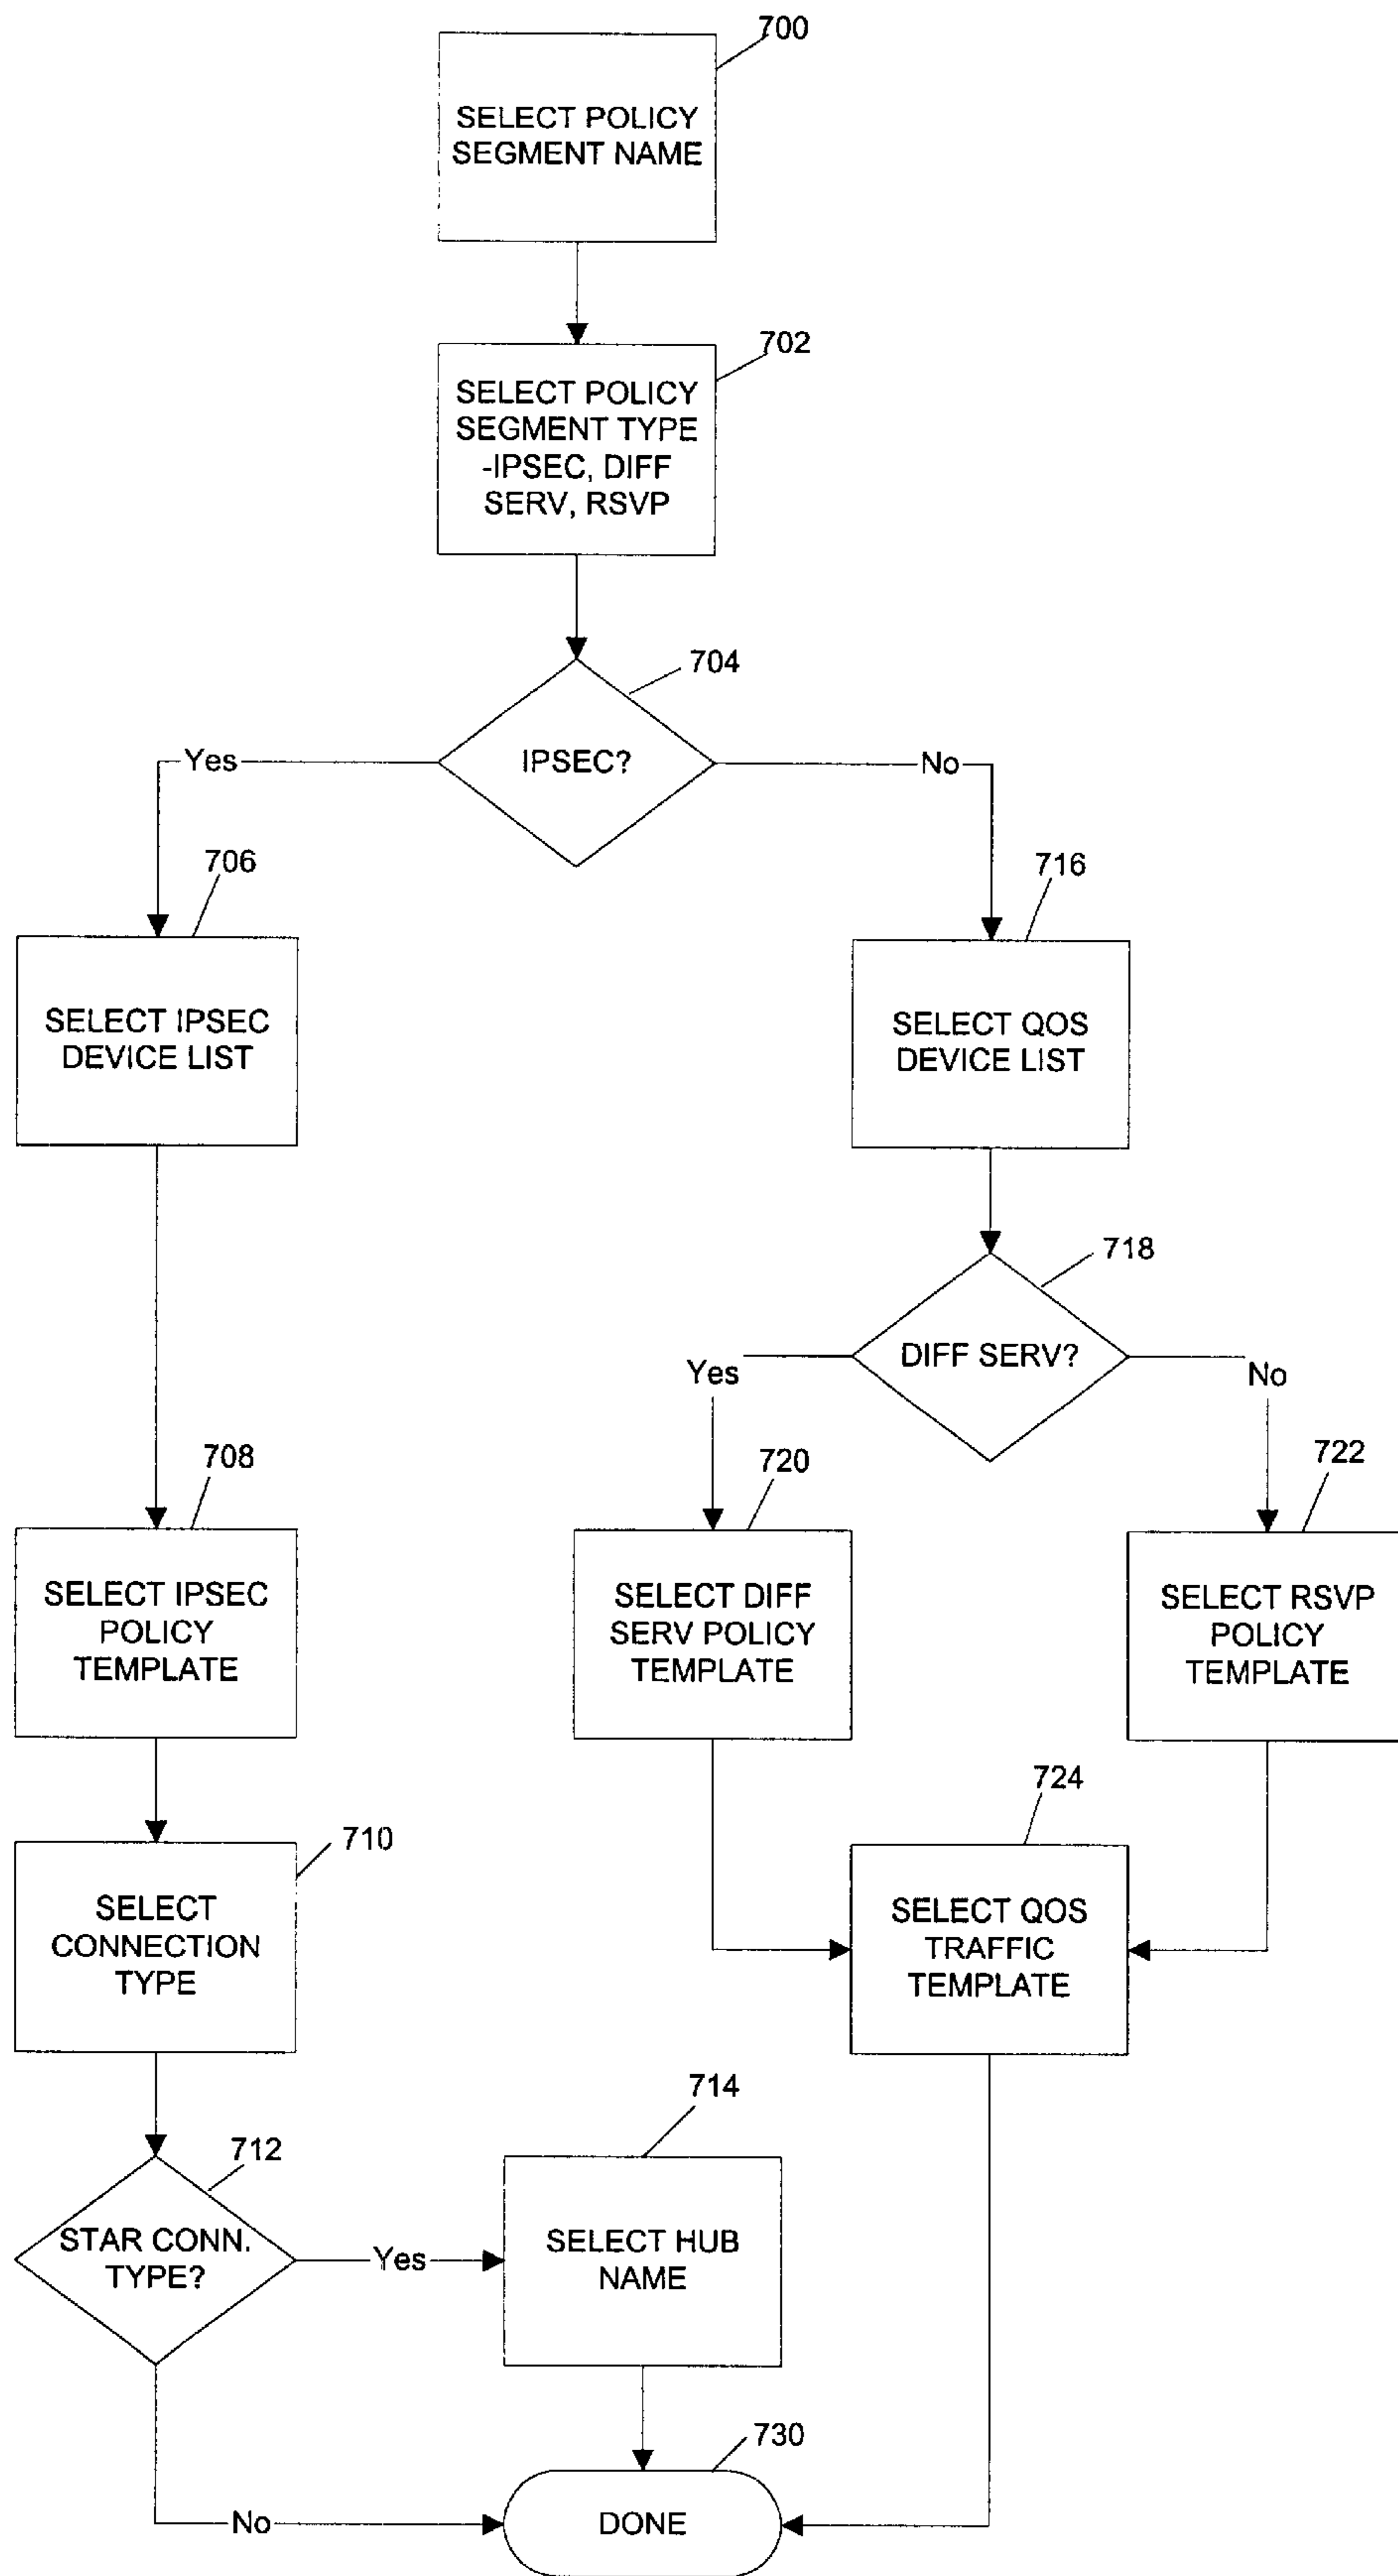 700
SELECT POLICY
SEGMENT NAME
702
SELECT POLICY
SEGMENT TYPE
-IPSEC, DIFF
SERV, RSVP
704
IPSEC?
Yes
No
706
SELECT IPSEC
DEVICE LIST
716
SELECT QOS
DEVICE LIST
718
DIFF SERV?
Yes
No
708
SELECT IPSEC
POLICY
TEMPLATE
720
SELECT DIFF
SERV POLICY
TEMPLATE
722
SELECT RSVP
POLICY
TEMPLATE
710
SELECT
CONNECTION
TYPE
724
SELECT QOS
TRAFFIC
TEMPLATE
712
STAR CONN.
TYPE?
Yes
714
SELECT HUB
NAME
No
730
DONE